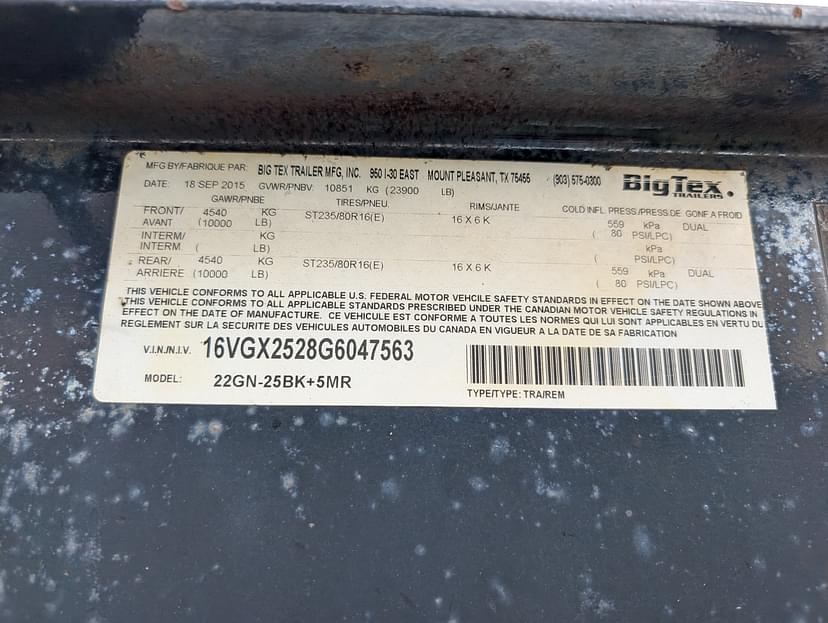 MFG BY/FABRIQUE PAR: BIG TEX TRAILER MFG, INC. 950 I-30 EAST MOUNT PLEASANT, TX 75455 (903) 575-0300
BigTex
TRAILERS
DATE: 18 SEP 2015 GVWR/PNBV: 10851 KG (23900 LB)
GAWR/PNBE TIRES/PNEU. RIMS/JANTE COLD INFL. PRESS/PRESS.DE GONF A FROID
FRONT/ 4540 KG ST235/80R16(E) 16 X 6 K 559 kPa DUAL
AVANT (10000 LB) ( 80 PSI/LPC)
INTERM/ KG kPa
INTERM. ( LB) ( PSI/LPC)
REAR/ 4540 KG ST235/80R16(E) 16 X 6 K 559 kPa DUAL
ARRIERE (10000 LB) ( 80 PSI/LPC)
THIS VEHICLE CONFORMS TO ALL APPLICABLE U.S. FEDERAL MOTOR VEHCILE SAFETY STANDARDS IN EFFECT ON THE DATE SHOWN ABOVE
THIS VEHICLE CONFORMS TO ALL APPLICABLE STANDARDS PRESCRIBED UNDER THE CANADIAN MOTOR VEHICLE SAFETY REGULATIONS IN
EFFECT ON THE DATE OF MANUFACTURE. CE VEHICULE EST CONFORME A TOUTES LES NORMES QUI LUI SONT APPLICABLES EN VERTU DU
REGLEMENT SUR LA SECURITE DES VEHICULES AUTOMOBILES DU CANADA EN VIGUEUR A LA DATE DE SA FABRICATION
V.I.N./N.I.V. 16VGX2528G6047563
MODEL: 22GN-25BK+5MR
TYPE/TYPE: TRA/REM